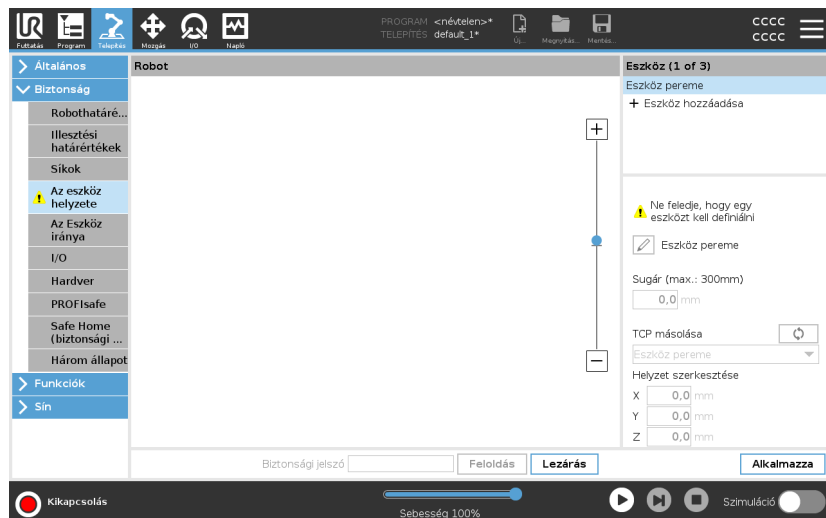 PROGRAM <névtelen>*
TELEPÍTÉS default_1*
CCCC
CCCC
Futtatás
Program
Telepítés
Mozgás
I/O
Napló
Új...
Megnyitás...
Mentés...
Általános
Biztonság
Robothatáré...
Illesztési
határértékek
Síkok
Az eszköz
helyzete
Az Eszköz
iránya
I/O
Hardver
PROFIsafe
Safe Home
(biztonsági ...
Három állapot
Funkciók
Sín
Robot
Eszköz (1 of 3)
Eszköz pereme
+ Eszköz hozzáadása
Ne feledje, hogy egy
eszközt kell definiálni
Eszköz pereme
Sugár (max.: 300mm)
0,0 mm
TCP másolása
Eszköz pereme
Helyzet szerkesztése
X 0,0 mm
Y 0,0 mm
Z 0,0 mm
Biztonsági jelszó
Feloldás
Lezárás
Alkalmazza
Kikapcsolás
Sebesség 100%
Szimuláció